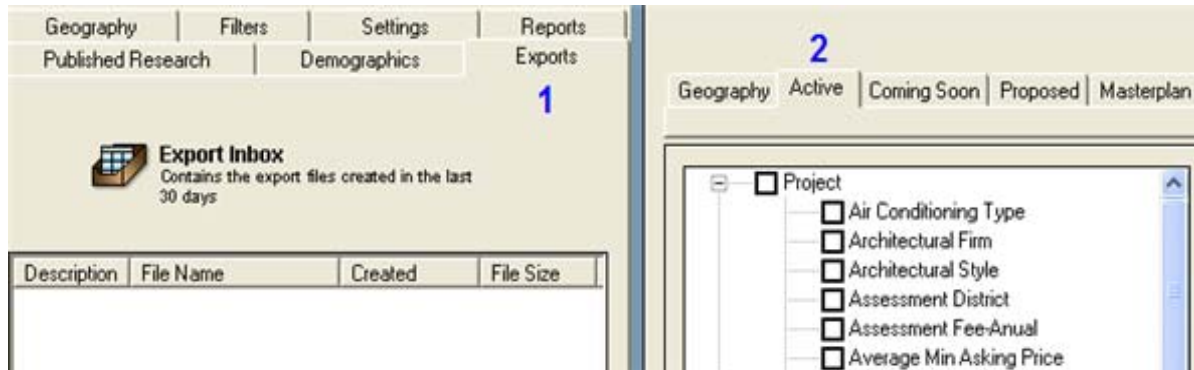 Geography Filters Settings Reports
Published Research Demographics Exports
1
Export Inbox
Contains the export files created in the last
30 days
Description File Name Created File Size
2
Geography Active Coming Soon Proposed Masterplan
Project
Air Conditioning Type
Architectural Firm
Architectural Style
Assessment District
Assessment Fee-Anual
Average Min Asking Price